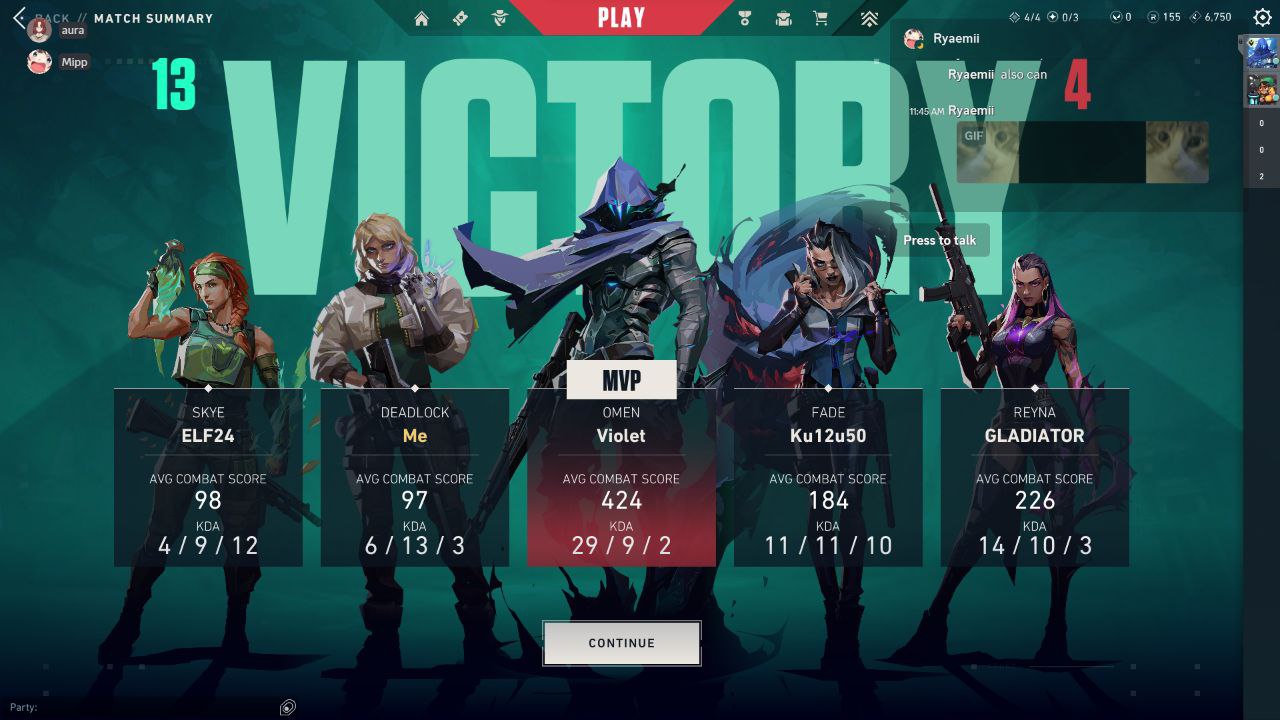 BACK // MATCH SUMMARY
PLAY
4/4
0/3
0
155
6,750
aura
Mipp
Ryaemii
Ryaemii also can
11:45 AM Ryaemii
GIF
Press to talk
0
0
2
13
VICTORY
4
MVP
SKYE
ELF24
AVG COMBAT SCORE
98
KDA
4 / 9 / 12
DEADLOCK
Me
AVG COMBAT SCORE
97
KDA
6 / 13 / 3
OMEN
Violet
AVG COMBAT SCORE
424
KDA
29 / 9 / 2
FADE
Ku12u50
AVG COMBAT SCORE
184
KDA
11 / 11 / 10
REYNA
GLADIATOR
AVG COMBAT SCORE
226
KDA
14 / 10 / 3
CONTINUE
Party: